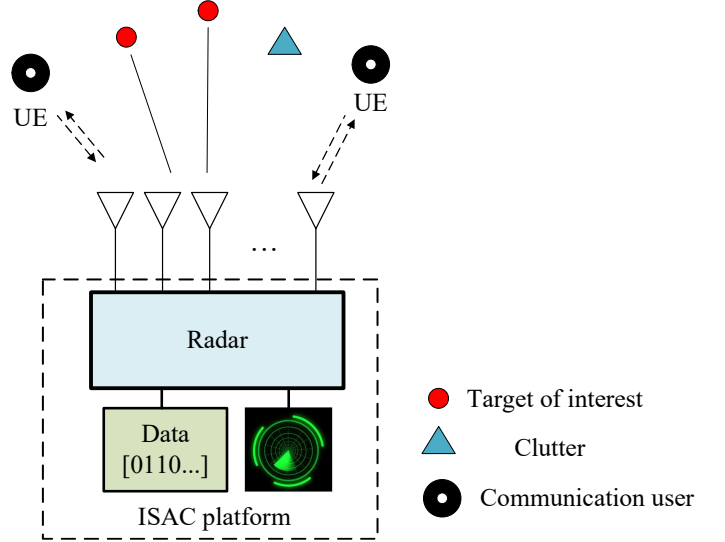 UE
UE
...
Radar
Data
[0110...]
ISAC platform
Target of interest
Clutter
Communication user